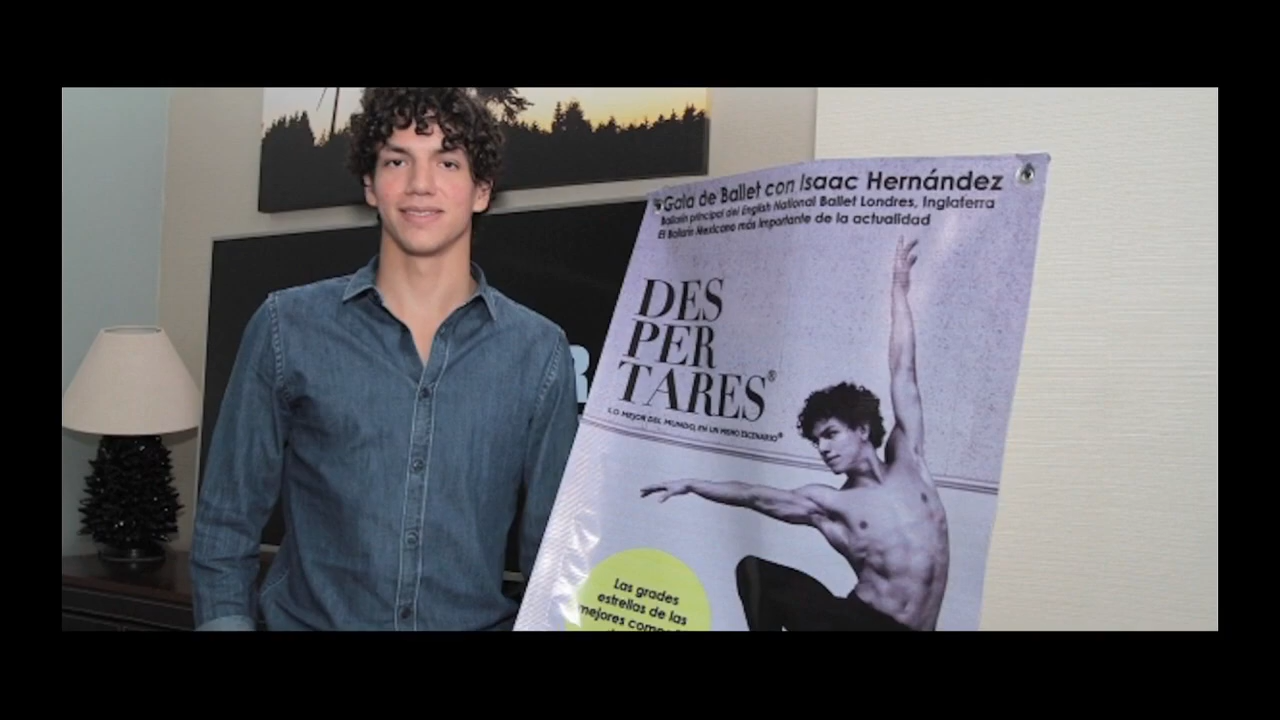 Gala de Ballet con Isaac Hernández
Bailarín principal del English National Ballet Londres, Inglaterra
El Bailarín Mexicano más importante de la actualidad
DES
PER
TARES®
LO MEJOR DEL MUNDO, EN UN MISMO ESCENARIO®
Las grades
estrellas de las
mejores
R